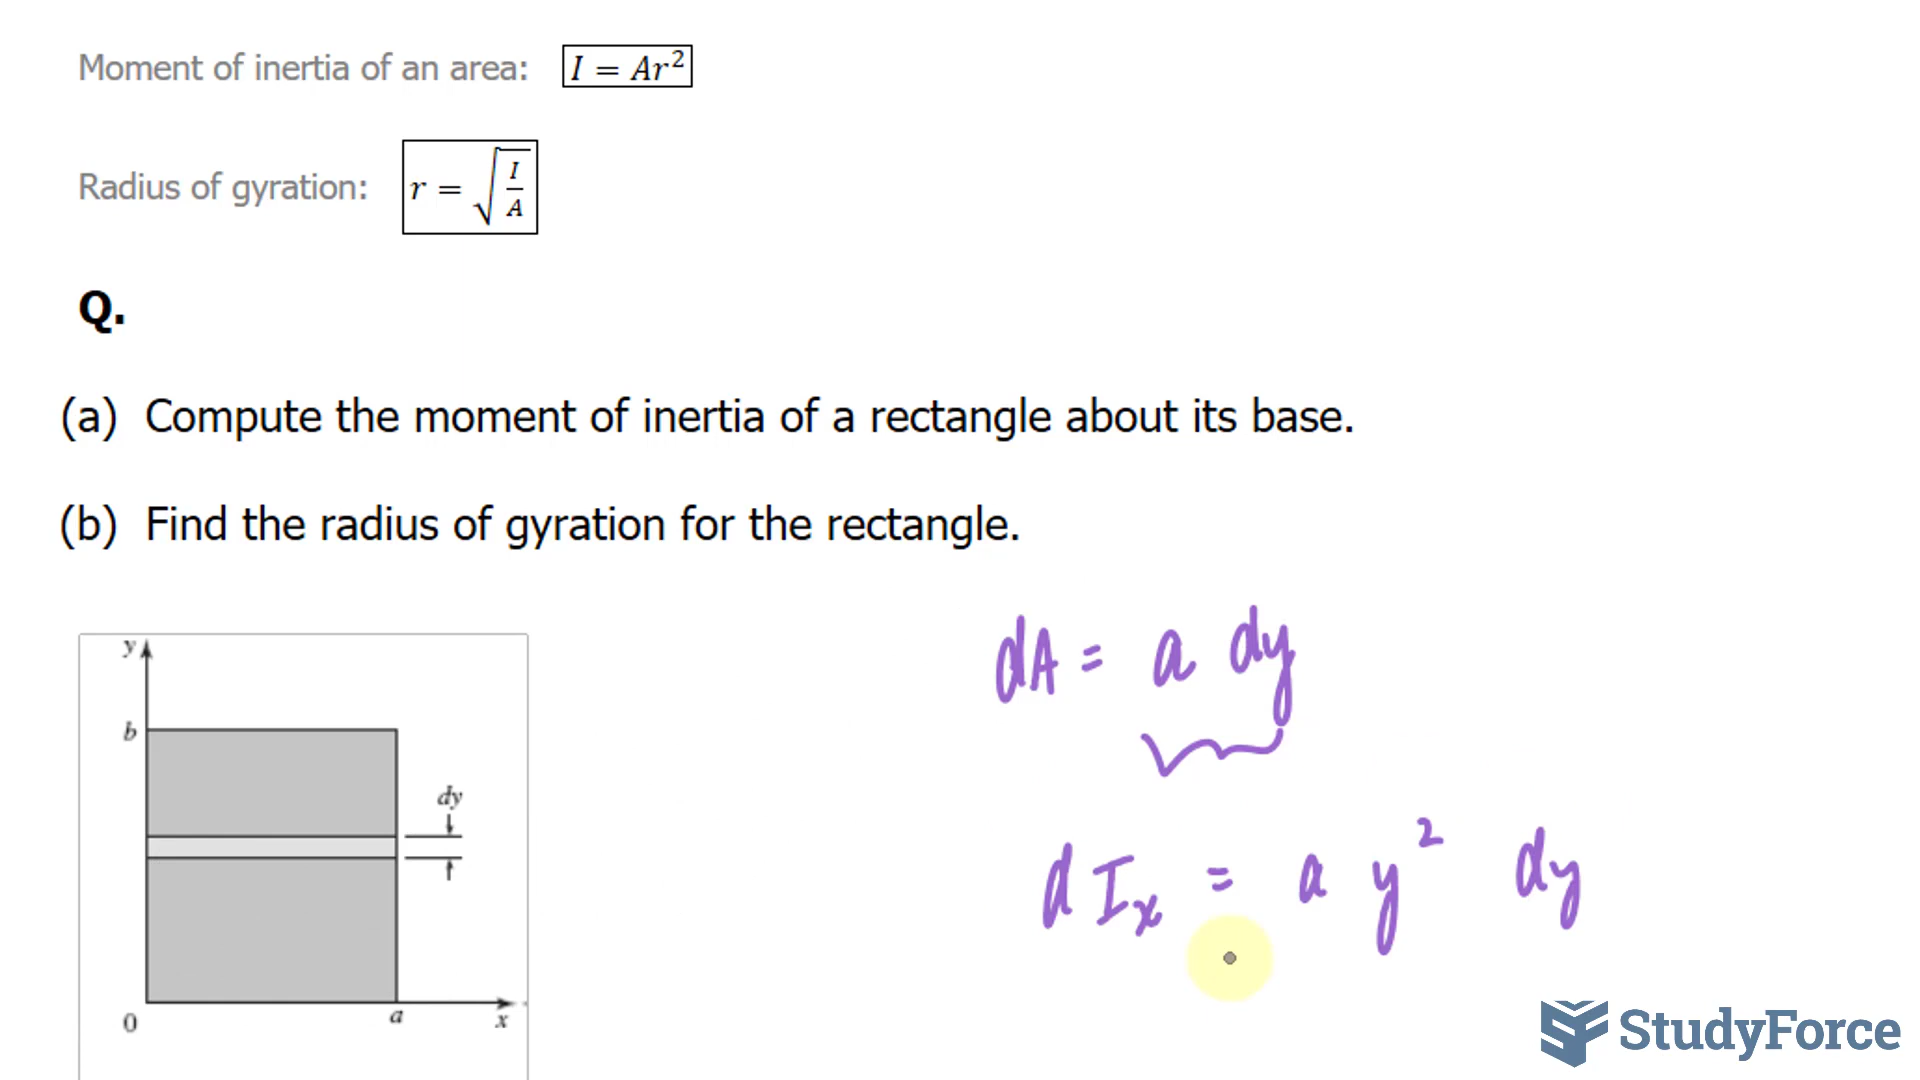 Moment of inertia of an area: I = Ar²
Radius of gyration: r = √(I/A)
Q.
(a) Compute the moment of inertia of a rectangle about its base.
(b) Find the radius of gyration for the rectangle.
dA = a dy
y
b
dy
dIₓ = a y² dy
0
a
x
StudyForce